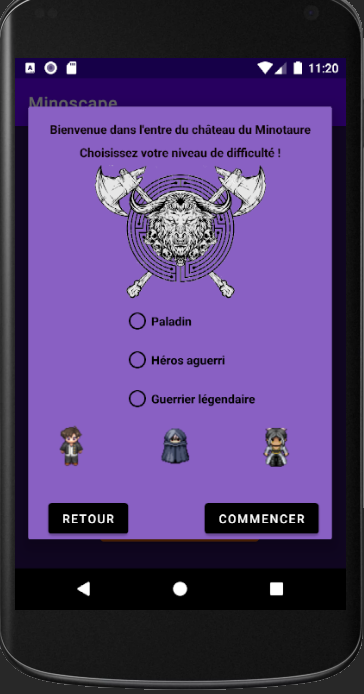 11:20
Minoscape
Bienvenue dans l'entre du château du Minotaure
Choisissez votre niveau de difficulté !
Paladin
Héros aguerri
Guerrier légendaire
RETOUR
COMMENCER